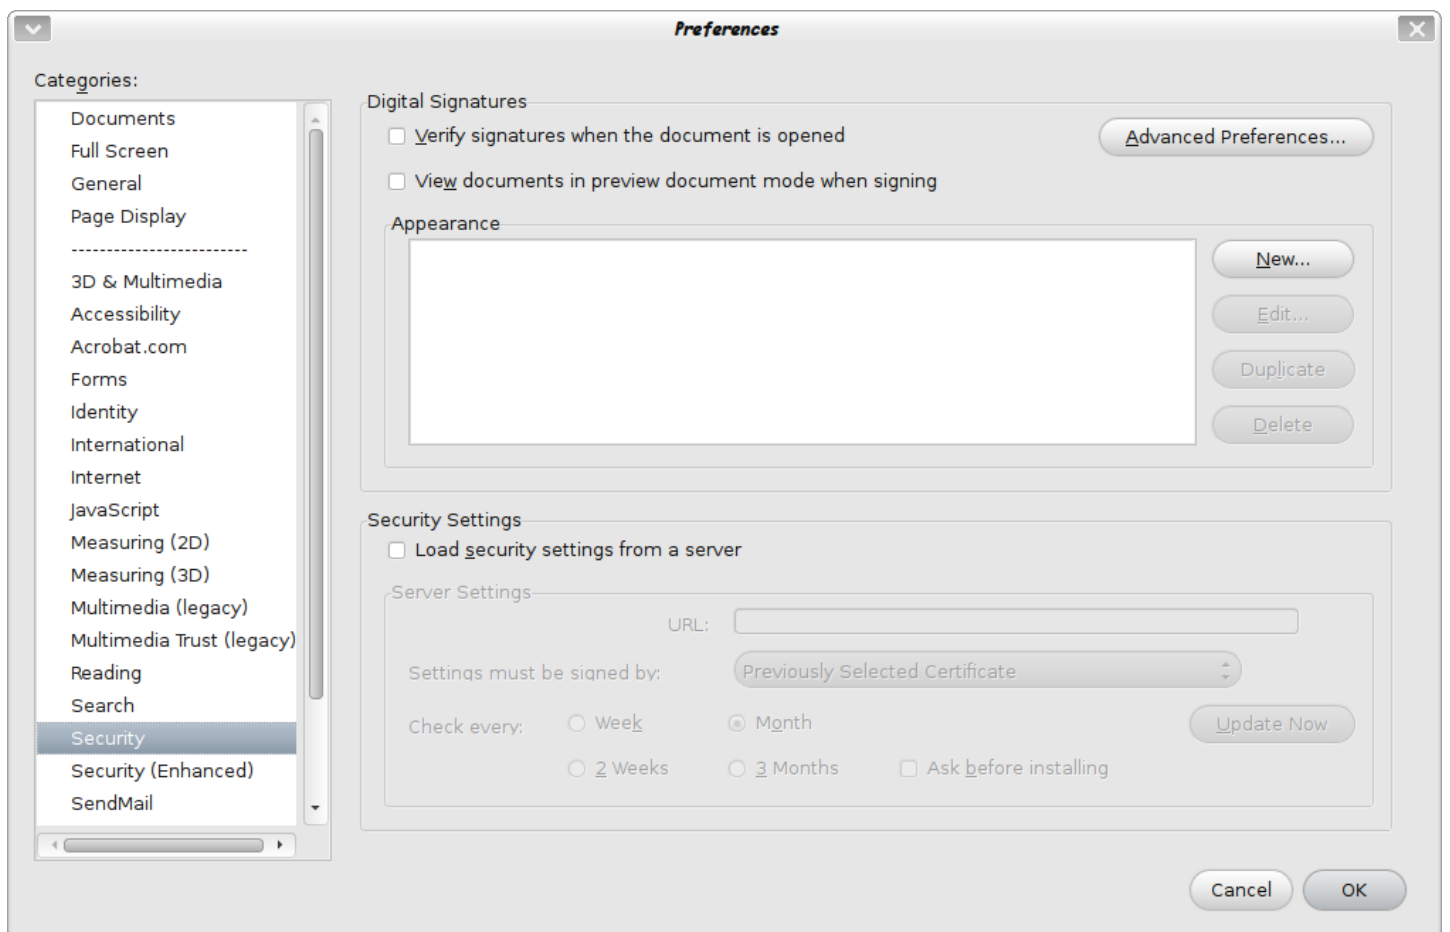 Preferences
Categories:
Documents
Full Screen
General
Page Display
-------------------------
3D & Multimedia
Accessibility
Acrobat.com
Forms
Identity
International
Internet
JavaScript
Measuring (2D)
Measuring (3D)
Multimedia (legacy)
Multimedia Trust (legacy)
Reading
Search
Security
Security (Enhanced)
SendMail
Digital Signatures
Verify signatures when the document is opened
Advanced Preferences...
View documents in preview document mode when signing
Appearance
New...
Edit...
Duplicate
Delete
Security Settings
Load security settings from a server
Server Settings
URL:
Settings must be signed by: Previously Selected Certificate
Check every: Week Month Update Now
2 Weeks 3 Months Ask before installing
Cancel OK